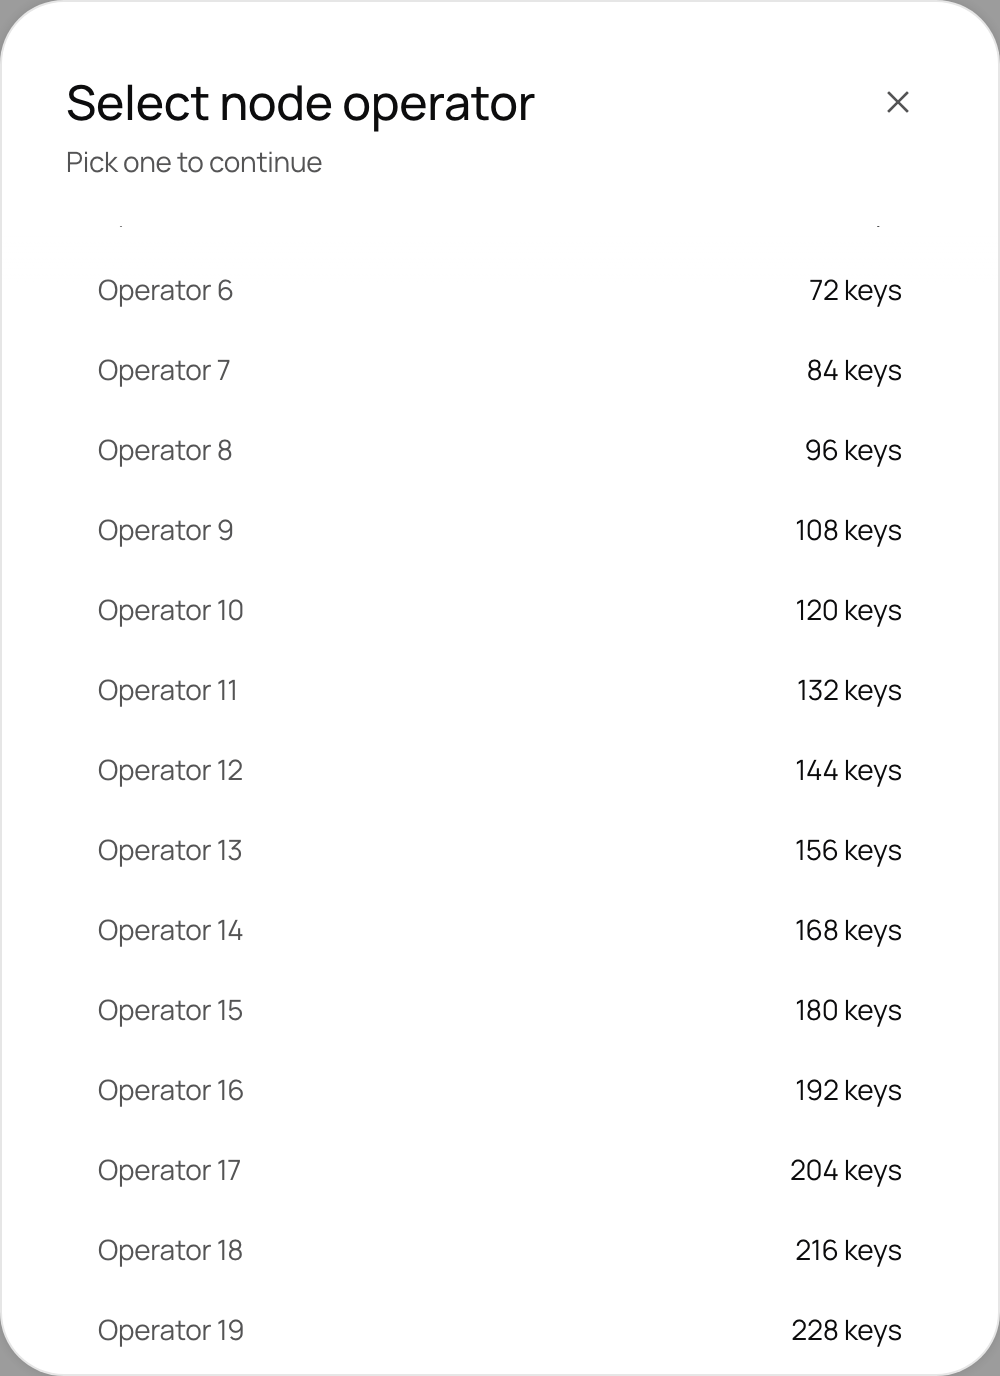 Select node operator
Pick one to continue
Operator 6 72 keys
Operator 7 84 keys
Operator 8 96 keys
Operator 9 108 keys
Operator 10 120 keys
Operator 11 132 keys
Operator 12 144 keys
Operator 13 156 keys
Operator 14 168 keys
Operator 15 180 keys
Operator 16 192 keys
Operator 17 204 keys
Operator 18 216 keys
Operator 19 228 keys